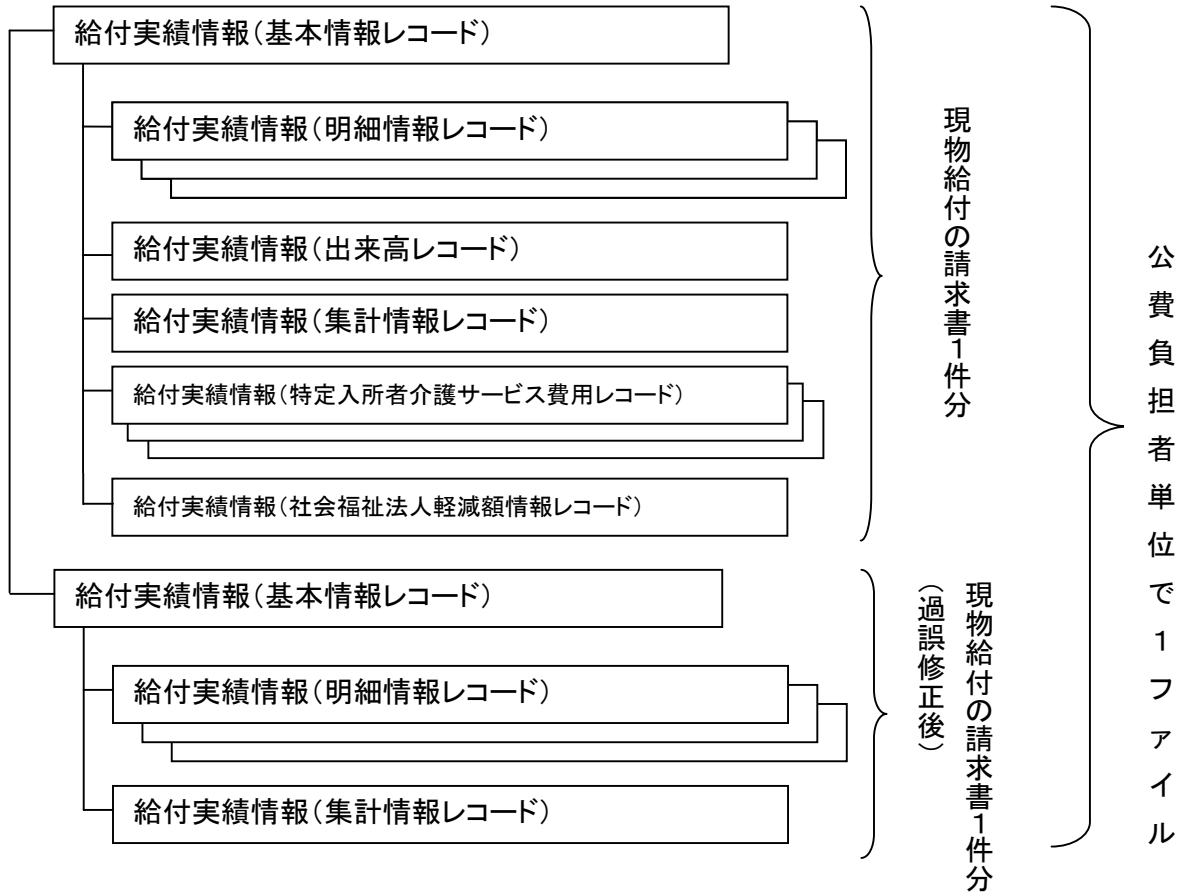 給付実績情報(基本情報レコード)
給付実績情報(明細情報レコード)
給付実績情報(出来高レコード)
給付実績情報(集計情報レコード)
給付実績情報(特定入所者介護サービス費用レコード)
給付実績情報(社会福祉法人軽減額情報レコード)
現物給付の請求書1件分
給付実績情報(基本情報レコード)
給付実績情報(明細情報レコード)
給付実績情報(集計情報レコード)
現物給付の請求書1件分
(過誤修正後)
公費負担者単位で1ファイル